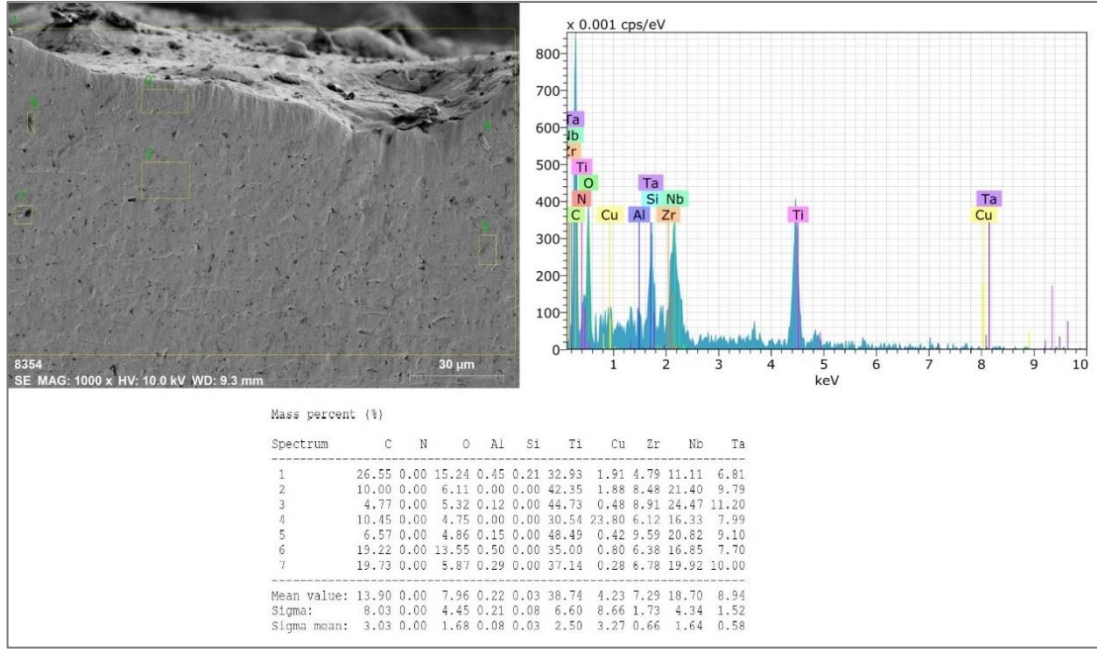 8354
SE MAG: 1000 x HV: 10.0 kV WD: 9.3 mm
30 µm
x 0.001 cps/eV
800
700
600
500
400
300
200
100
0
Ta
Nb
Zr
Ti
O
N
C
Cu
Al
Ta
Si
Nb
Zr
Ti
Ta
Cu
1 2 3 4 5 6 7 8 9 10
keV
Mass percent (%)
Spectrum C N O Al Si Ti Cu Zr Nb Ta
1 26.55 0.00 15.24 0.45 0.21 32.93 1.91 4.79 11.11 6.81
2 10.00 0.00 6.11 0.00 0.00 42.35 1.88 8.48 21.40 9.79
3 4.77 0.00 5.32 0.12 0.00 44.73 0.48 8.91 24.47 11.20
4 10.45 0.00 4.75 0.00 0.00 30.54 23.80 6.12 16.33 7.99
5 6.57 0.00 4.86 0.15 0.00 48.49 0.42 9.59 20.82 9.10
6 19.22 0.00 13.55 0.50 0.00 35.00 0.80 6.38 16.85 7.70
7 19.73 0.00 5.87 0.29 0.00 37.14 0.28 6.78 19.92 10.00
Mean value: 13.90 0.00 7.96 0.22 0.03 38.74 4.23 7.29 18.70 8.94
Sigma: 8.03 0.00 4.45 0.21 0.08 6.60 8.66 1.73 4.34 1.52
Sigma mean: 3.03 0.00 1.68 0.08 0.03 2.50 3.27 0.66 1.64 0.58